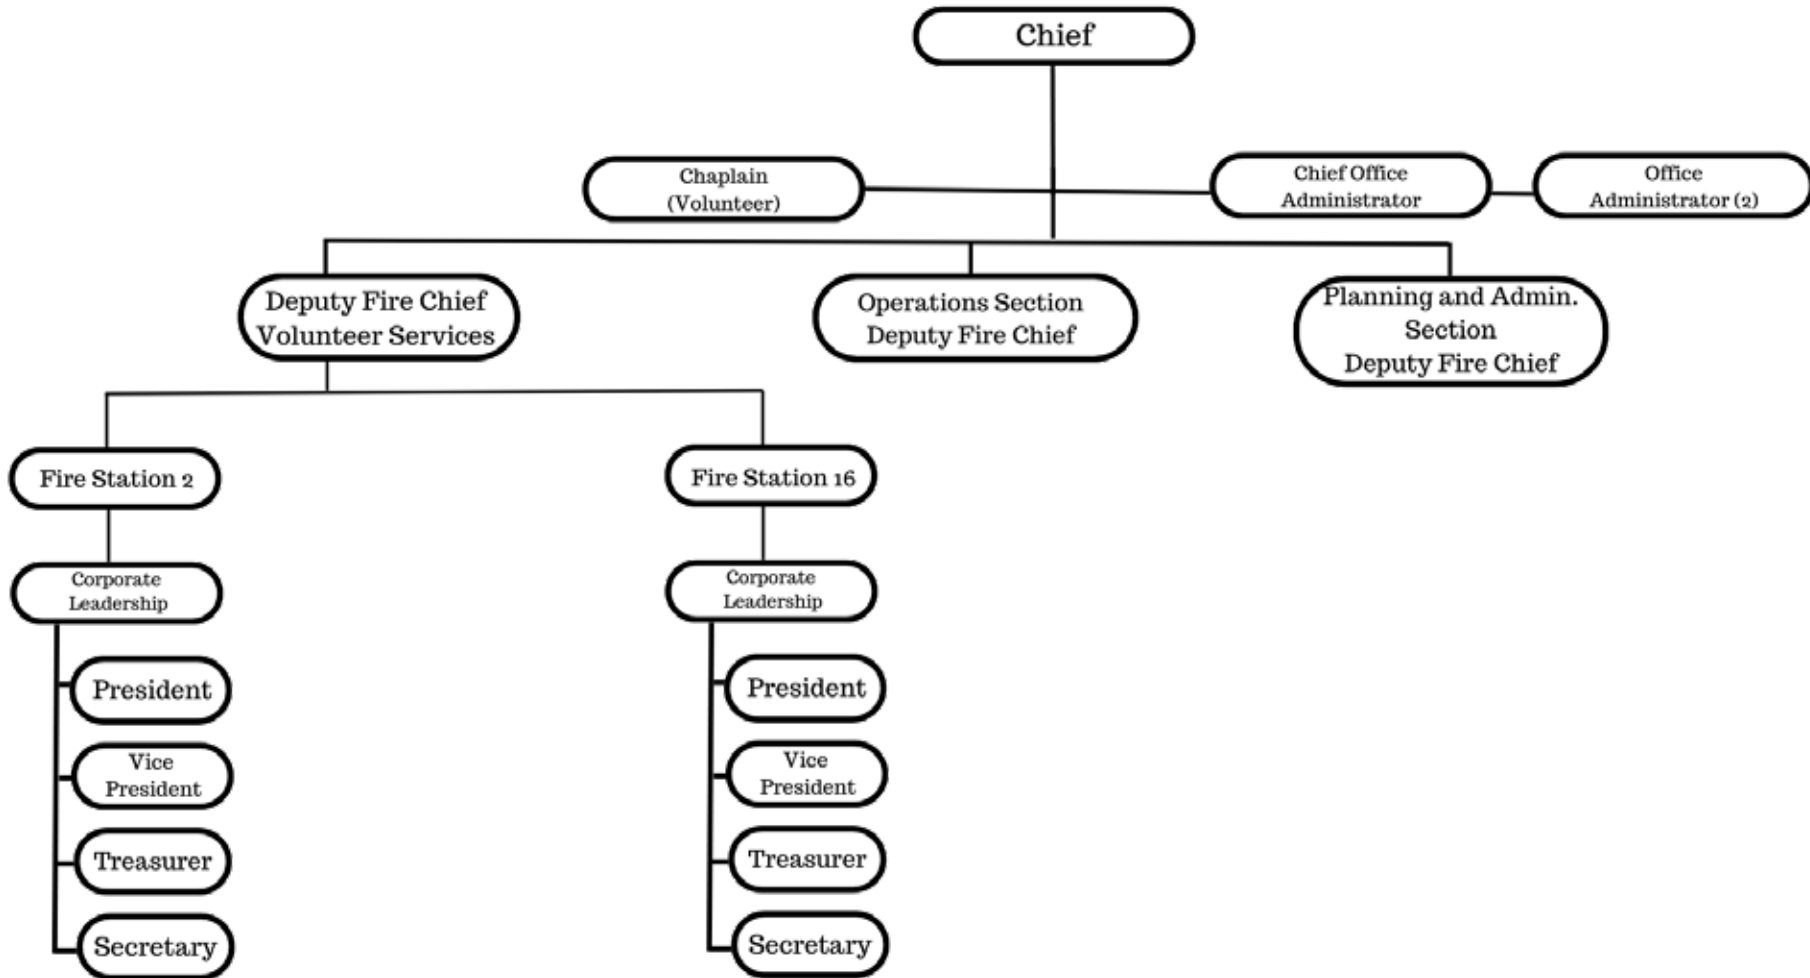 Chief
Chaplain
(Volunteer)
Chief Office
Administrator
Office
Administrator (2)
Deputy Fire Chief
Volunteer Services
Operations Section
Deputy Fire Chief
Planning and Admin.
Section
Deputy Fire Chief
Fire Station 2
Fire Station 16
Corporate
Leadership
Corporate
Leadership
President
President
Vice
President
Vice
President
Treasurer
Treasurer
Secretary
Secretary